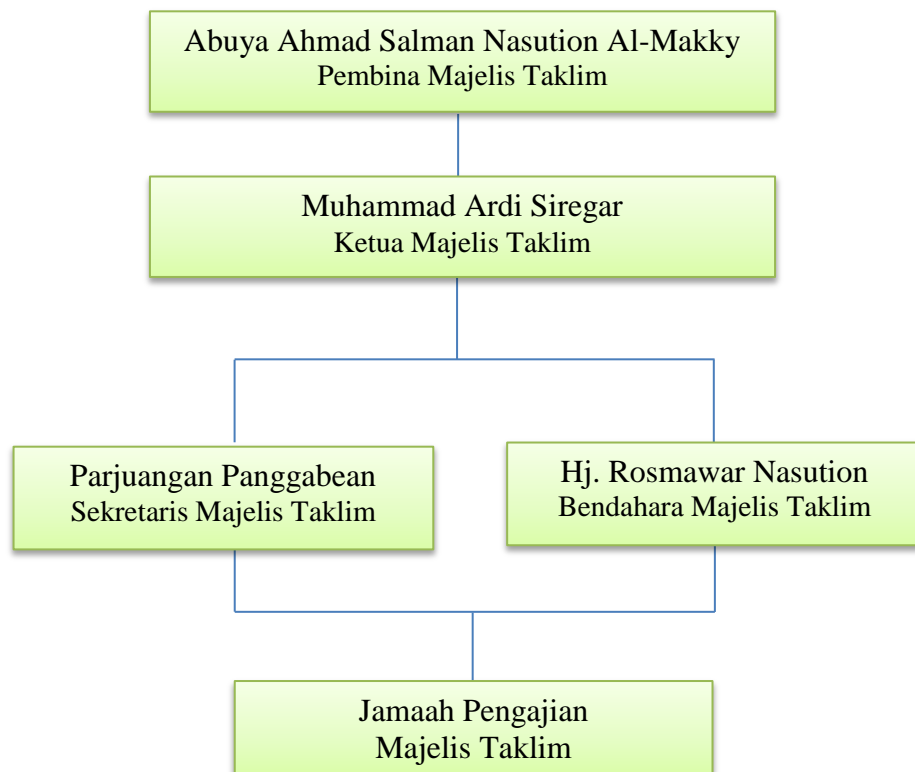 Abuya Ahmad Salman Nasution Al-Makky
Pembina Majelis Taklim
Muhammad Ardi Siregar
Ketua Majelis Taklim
Parjuangan Panggabean
Sekretaris Majelis Taklim
Hj. Rosmawar Nasution
Bendahara Majelis Taklim
Jamaah Pengajian
Majelis Taklim